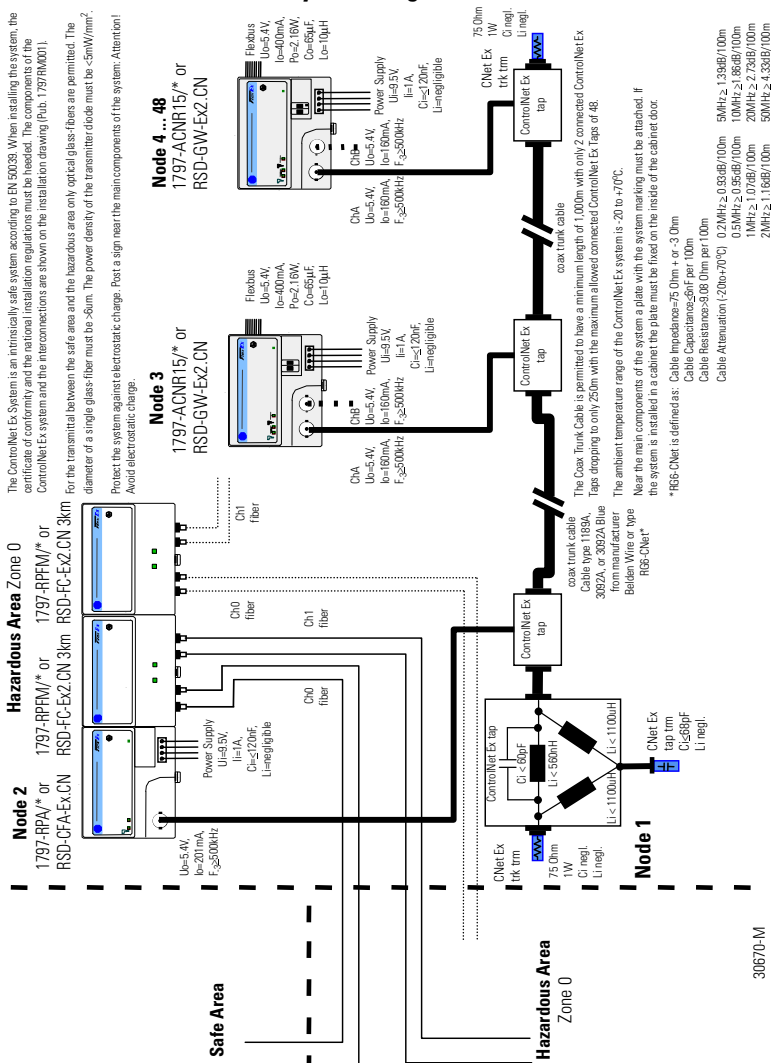 The ControlNet Ex System is an intrinsically safe system according to EN 50039. When installing the system, the
certificate of conformity and the national installation regulations must be heeded. The components of the
ControlNet Ex system and the interconnections are shown on the installation drawing (Pub. 1797RM001).
For the transmittal between the safe area and the hazardous area only optical glass-fibers are permitted. The
diameter of a single glass-fiber must be >6um. The power density of the transmitter diode must be <5mW/mm².
Protect the system against electrostatic charge. Post a sign near the main components of the system: Attention!
Avoid electrostatic charge.
Hazardous Area Zone 0
Node 2
1797-RPA/* or
RSD-CFA-Ex.CN
1797-RPFM/* or
RSD-FC-Ex2.CN 3km
1797-RPFM/* or
RSD-FC-Ex2.CN 3km
Uo=5.4V,
Io=201mA,
F₋₃≥500kHz
Power Supply
Ui=9.5V,
Ii=1A,
Ci=≤120nF,
Li=negligible
Ch0
fiber
Ch1
fiber
Ch0
fiber
Ch1
fiber
Node 3
1797-ACNR15/* or
RSD-GW-Ex2.CN
Flexbus
Uo=5.4V,
Io=400mA,
Po=2.16W,
Co=65µF,
Lo=10µH
Power Supply
Ui=9.5V,
Ii=1A,
Ci=≤120nF,
Li=negligible
ChA
Uo=5.4V,
Io=160mA,
F₋₃≥500kHz
ChB
Uo=5.4V,
Io=160mA,
F₋₃≥500kHz
Node 4 ... 48
1797-ACNR15/* or
RSD-GW-Ex2.CN
Flexbus
Uo=5.4V,
Io=400mA,
Po=2.16W,
Co=65µF,
Lo=10µH
Power Supply
Ui=9.5V,
Ii=1A,
Ci=≤120nF,
Li=negligible
ChA
Uo=5.4V,
Io=160mA,
F₋₃≥500kHz
ChB
Uo=5.4V,
Io=160mA,
F₋₃≥500kHz
75 Ohm
1W
Ci negl.
Li negl.
CNet Ex
trk trm
ControlNet Ex
tap
ControlNet Ex
tap
ControlNet Ex
tap
coax trunk cable
coax trunk cable
Cable type 1189A,
3092A, or 3092A Blue
from manufacturer
Belden Wire or type
RG6-CNet*
ControlNet Ex tap
Ci < 60pF
Li < 560nH
Li < 1100uH
Li < 1100uH
CNet Ex
trk trm
75 Ohm
1W
Ci negl.
Li negl.
CNet Ex
tap trm
Ci≤68pF
Li negl.
Node 1
The Coax Trunk Cable is permitted to have a minimum length of 1,000m with only 2 connected ControlNet Ex
Taps dropping to only 250m with the maximum allowed connected ControlNet Ex Taps of 48.
The ambient temperature range of the ControlNet Ex system is -20 to +70°C.
Near the main components of the system a plate with the system marking must be attached. If
the system is installed in a cabinet the plate must be fixed on the inside of the cabinet door.
*RG6-CNet is defined as: Cable Impedance=75 Ohm + or -3 Ohm
Cable Capacitance≤6nF per 100m
Cable Resistance>9.08 Ohm per 100m
Cable Attenuation (-20to+70°C) 0.2MHz ≥ 0.93dB/100m 5MHz ≥ 1.39dB/100m
0.5MHz ≥ 0.95dB/100m 10MHz ≥1.86dB/100m
1MHz ≥ 1.07dB/100m 20MHz ≥ 2.73dB/100m
2MHz ≥ 1.16dB/100m 50MHz ≥ 4.33dB/100m
Safe Area
Hazardous Area
Zone 0
30670-M